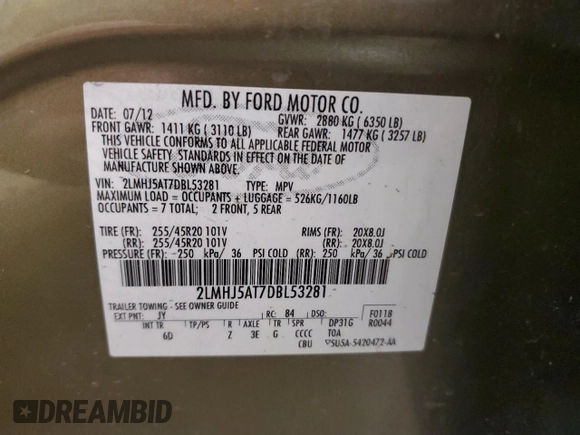 MFD. BY FORD MOTOR CO.
DATE: 07/12 GVWR: 2880 KG ( 6350 LB)
FRONT GAWR: 1411 KG ( 3110 LB) REAR GAWR: 1477 KG ( 3257 LB)
THIS VEHICLE CONFORMS TO ALL APPLICABLE FEDERAL MOTOR
VEHICLE SAFETY STANDARDS IN EFFECT ON THE DATE OF
MANUFACTURE SHOWN ABOVE.
VIN: 2LMHJ5AT7DBL53281 TYPE: MPV
MAXIMUM LOAD = OCCUPANTS + LUGGAGE = 526KG/1160LB
OCCUPANTS = 7 TOTAL; 2 FRONT, 5 REAR
TIRE (FR): 255/45R20 101V RIMS (FR): 20X8.0J
(RR): 255/45R20 101V (RR): 20X8.0J
PRESSURE (FR): 250 kPa/ 36 PSI COLD (RR) 250 kPa/ 36 PSI COLD
2LMHJ5AT7DBL53281
TRAILER TOWING - SEE OWNER GUIDE
EXT PNT: JY RC: 84 DSO: F0118
INT TR TP/PS R AXLE TR SPR DP31G R0044
6D Z 3E G CCCC T0A
CBU 5U5A-5420472-AA
DREAMBID